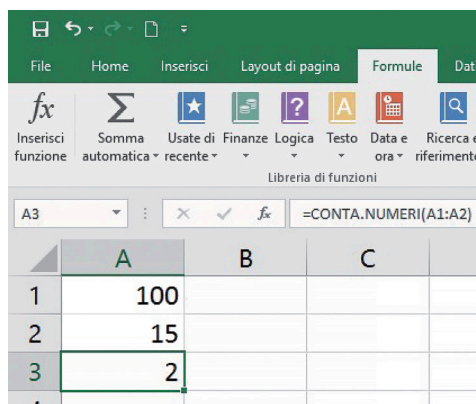 File Home Inserisci Layout di pagina Formule Dat
fx
Inserisci funzione
Somma automatica
Usate di recente
Finanze
Logica
?
Testo
A
Data e ora
Ricerca e riferimento
Libreria di funzioni
A3 fx =CONTA.NUMERI(A1:A2)
A B C
1 100
2 15
3 2